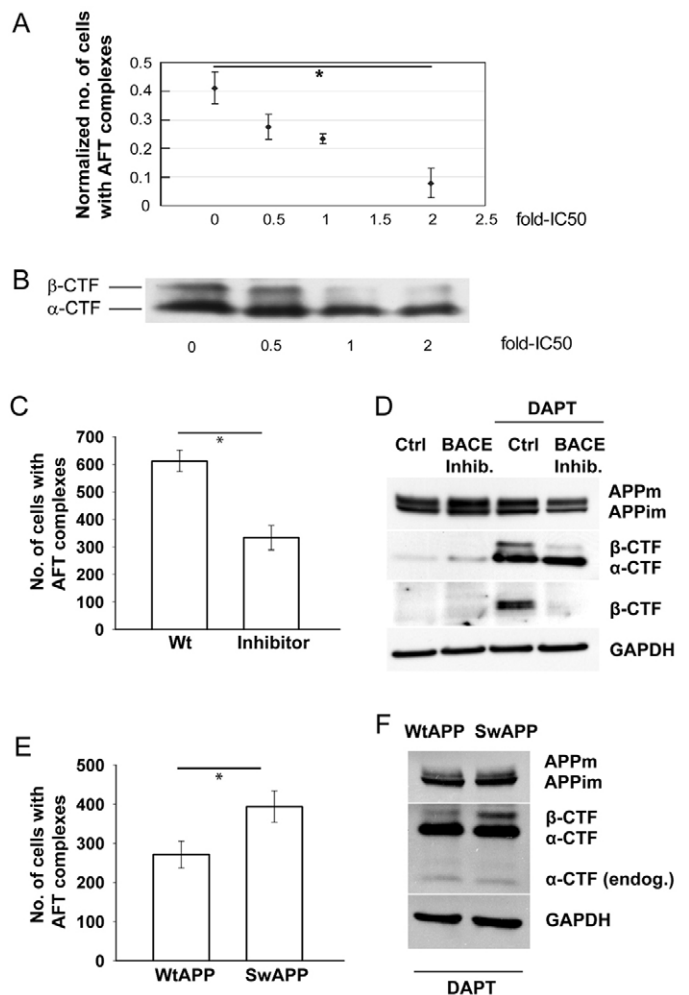 A
Normalized no. of cells
with AFT complexes
0.5
0.4
0.3
0.2
0.1
0
*
0 0.5 1 1.5 2 2.5 fold-IC50
B
β-CTF
α-CTF
0 0.5 1 2 fold-IC50
C
No. of cells with
AFT complexes
700
600
500
400
300
200
100
0
*
Wt Inhibitor
D
DAPT
Ctrl BACE Inhib. Ctrl BACE Inhib.
APPm
APPim
β-CTF
α-CTF
β-CTF
GAPDH
E
No. of cells with
AFT complexes
500
400
300
200
100
0
*
WtAPP SwAPP
F
WtAPP SwAPP
APPm
APPim
β-CTF
α-CTF
α-CTF (endog.)
GAPDH
DAPT